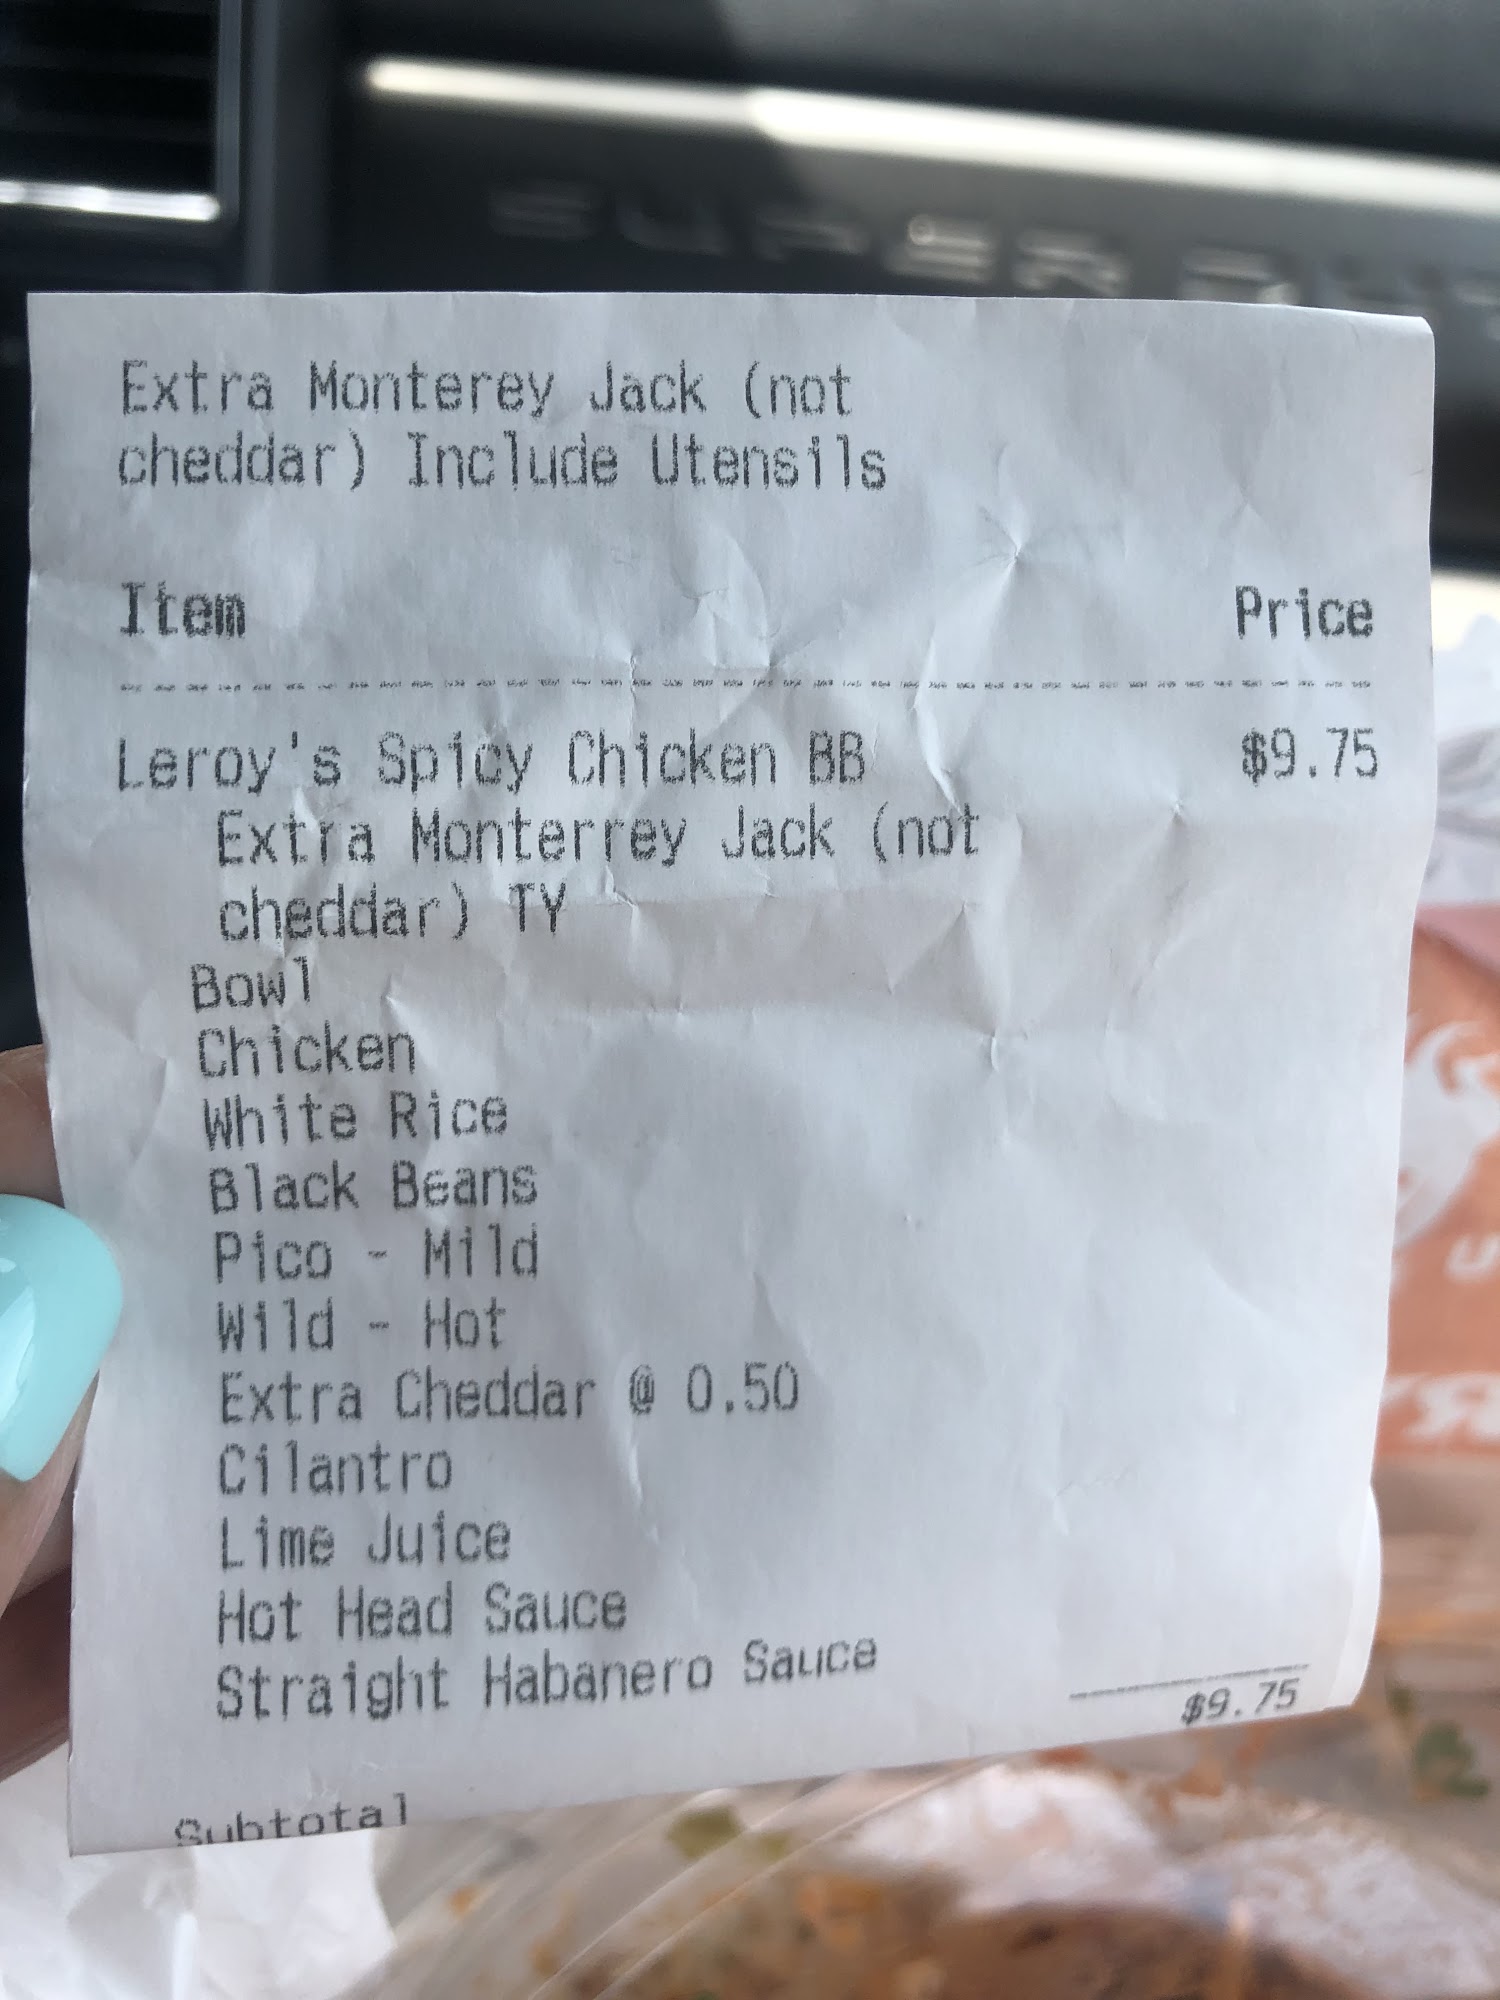 SUPER DUT
Extra Monterey Jack (not
cheddar) Include Utensils
Item Price
Leroy's Spicy Chicken BB $9.75
Extra Monterrey Jack (not
cheddar) TY
Bowl
Chicken
White Rice
Black Beans
Pico - Mild
Wild - Hot
Extra Cheddar @ 0.50
Cilantro
Lime Juice
Hot Head Sauce
Straight Habanero Sauce
Subtotal $9.75